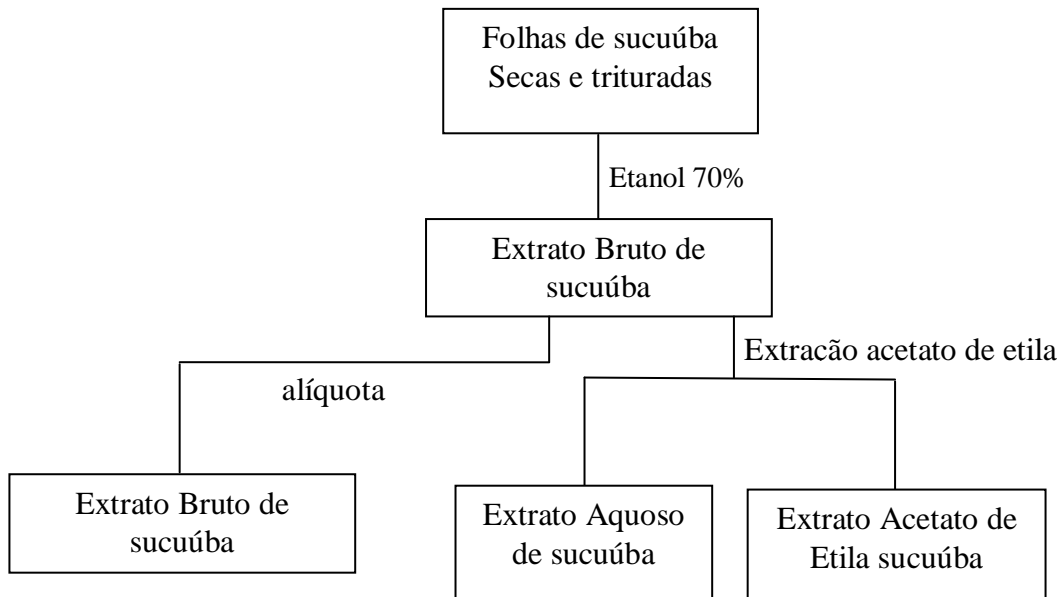 Folhas de sucuúba
Secas e trituradas
Etanol 70%
Extrato Bruto de
sucuúba
Extracão acetato de etila
alíquota
Extrato Bruto de
sucuúba
Extrato Aquoso
de sucuúba
Extrato Acetato de
Etila sucuúba